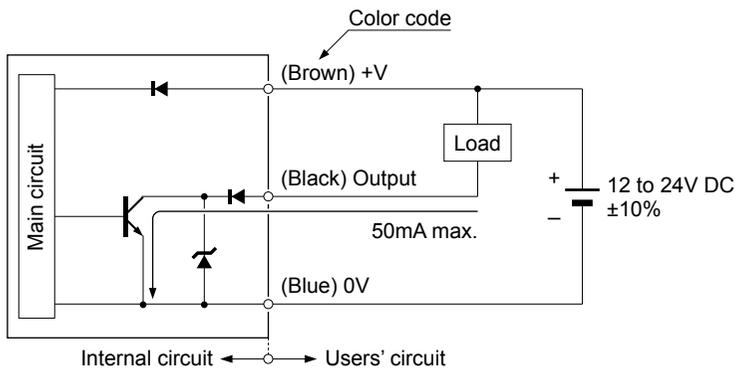 Color code
(Brown) +V
Load
Main circuit
(Black) Output
+
12 to 24V DC
–
±10%
50mA max.
(Blue) 0V
Internal circuit
Users' circuit